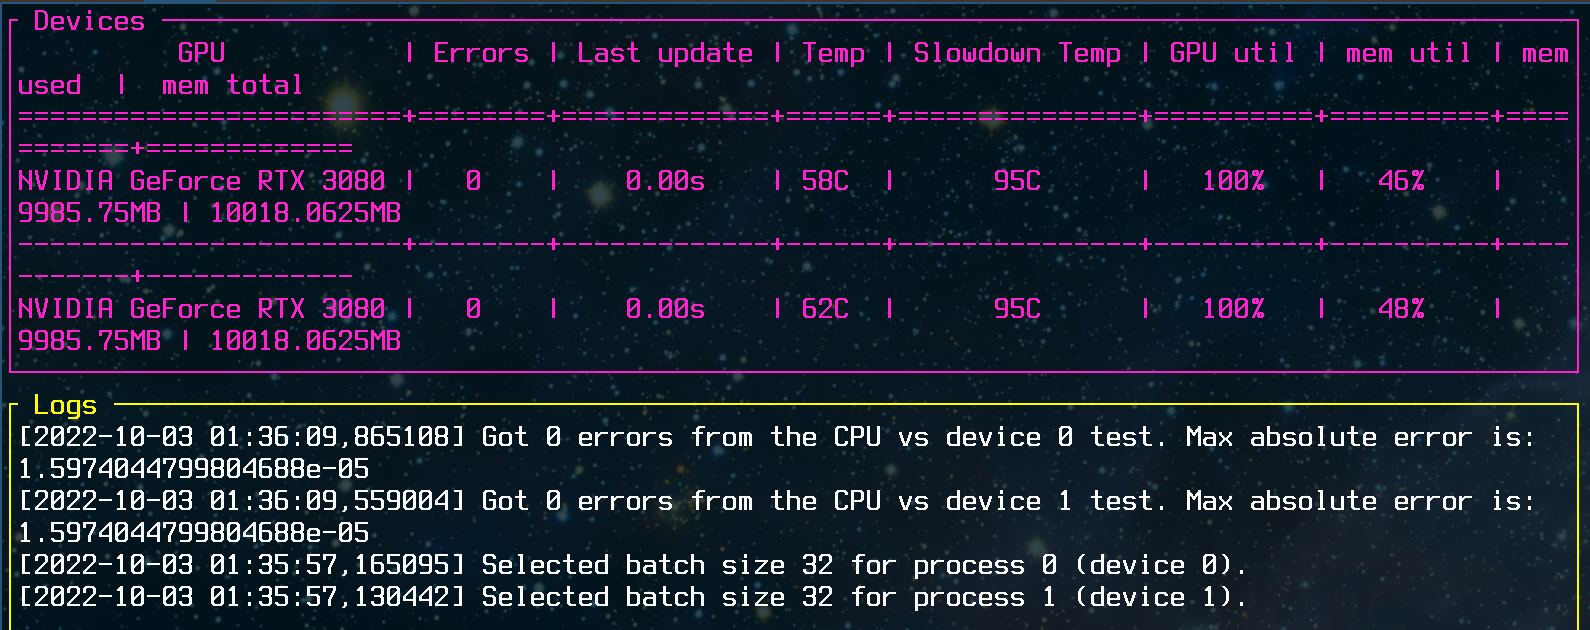 Devices
GPU | Errors | Last update | Temp | Slowdown Temp | GPU util | mem util | mem
used | mem total
========================+========+=============+======+===============+==========+==========+====
=======+=============
NVIDIA GeForce RTX 3080 | 0 | 0.00s | 58C | 95C | 100% | 46% |
9985.75MB | 10018.0625MB
------------------------+--------+-------------+------+---------------+----------+----------+----
-------+-------------
NVIDIA GeForce RTX 3080 | 0 | 0.00s | 62C | 95C | 100% | 48% |
9985.75MB | 10018.0625MB
Logs
[2022-10-03 01:36:09,865108] Got 0 errors from the CPU vs device 0 test. Max absolute error is:
1.5974044799804688e-05
[2022-10-03 01:36:09,559004] Got 0 errors from the CPU vs device 1 test. Max absolute error is:
1.5974044799804688e-05
[2022-10-03 01:35:57,165095] Selected batch size 32 for process 0 (device 0).
[2022-10-03 01:35:57,130442] Selected batch size 32 for process 1 (device 1).